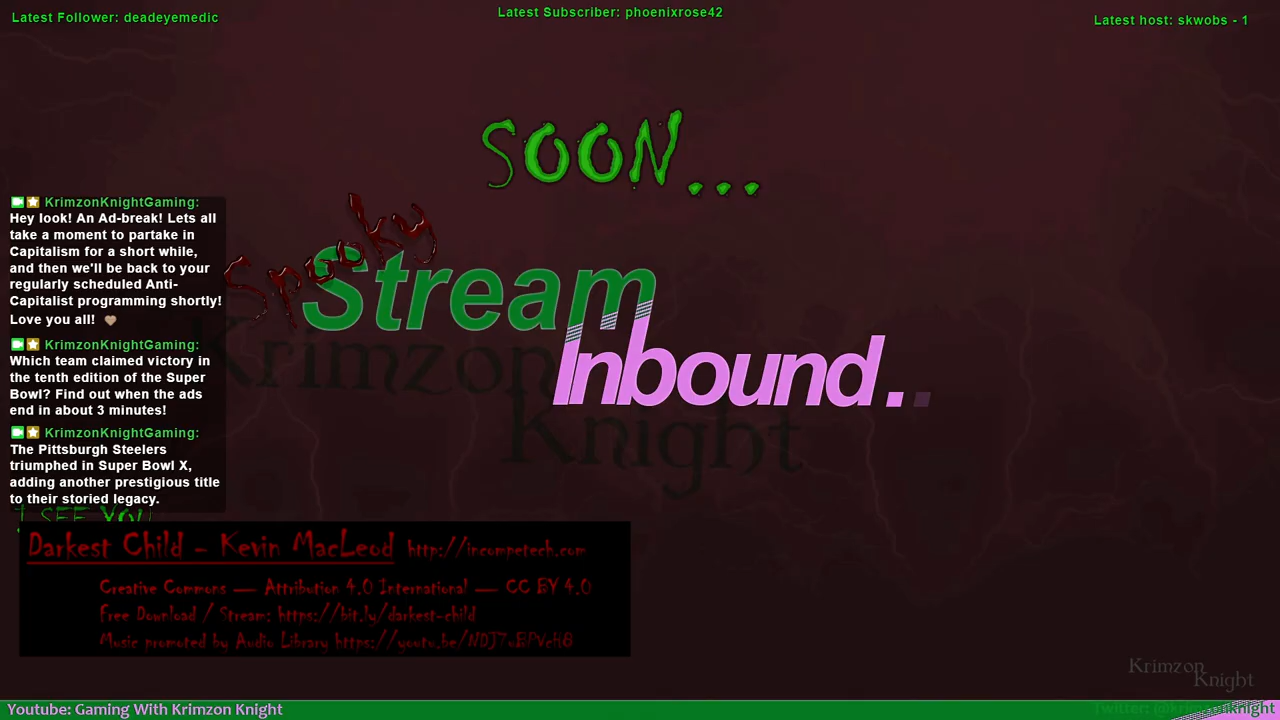 Latest Follower: deadeyemedic
Latest Subscriber: phoenixrose42
Latest host: skwobs - 1
SOON...
Spooky
Stream
Inbound..
Krimzon
Knight
KrimzonKnightGaming:
Hey look! An Ad-break! Lets all
take a moment to partake in
Capitalism for a short while,
and then we'll be back to your
regularly scheduled Anti-
Capitalist programming shortly!
Love you all!
KrimzonKnightGaming:
Which team claimed victory in
the tenth edition of the Super
Bowl? Find out when the ads
end in about 3 minutes!
KrimzonKnightGaming:
The Pittsburgh Steelers
triumphed in Super Bowl X,
adding another prestigious title
to their storied legacy.
I SEE YOU
Darkest Child - Kevin MacLeod http://incompetech.com
Creative Commons — Attribution 4.0 International — CC BY 4.0
Free Download / Stream: https://bit.ly/darkest-child
Music promoted by Audio Library
Krimzon
Knight
Youtube: Gaming With Krimzon Knight
Twitter: @krimzonknight